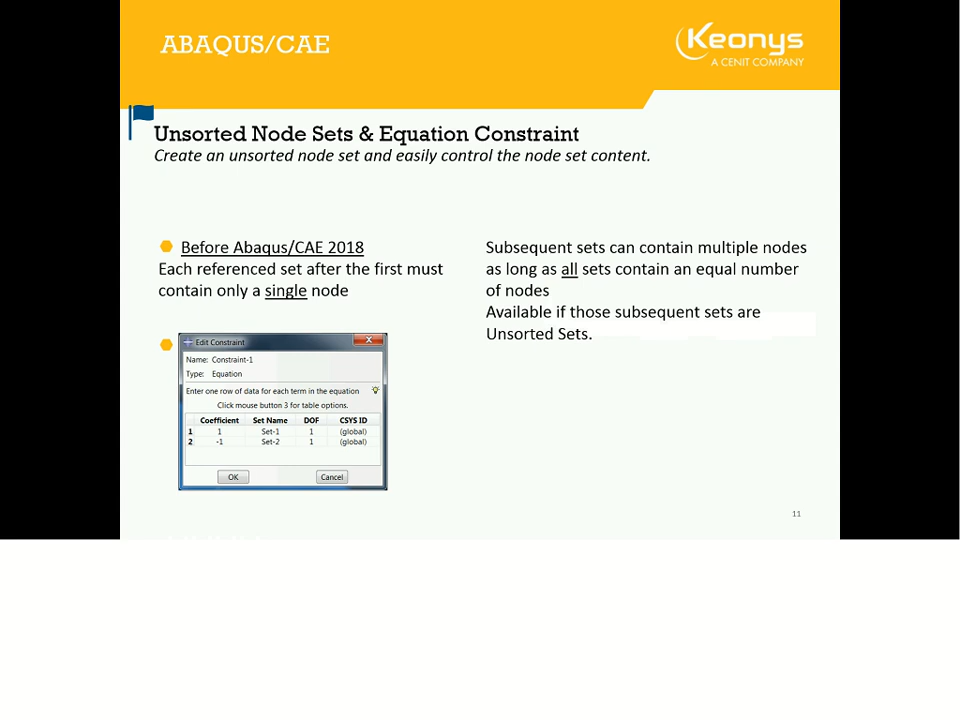 ABAQUS/CAE
Keonys
A CENIT COMPANY
Unsorted Node Sets & Equation Constraint
Create an unsorted node set and easily control the node set content.
Before Abaqus/CAE 2018
Each referenced set after the first must
contain only a single node
Subsequent sets can contain multiple nodes
as long as all sets contain an equal number
of nodes
Available if those subsequent sets are
Unsorted Sets.
Edit Constraint
Name: Constraint-1
Type: Equation
Enter one row of data for each term in the equation
Click mouse button 3 for table options.
Coefficient Set Name DOF CSYS ID
1 1 Set-1 1 (global)
2 -1 Set-2 1 (global)
OK Cancel
11